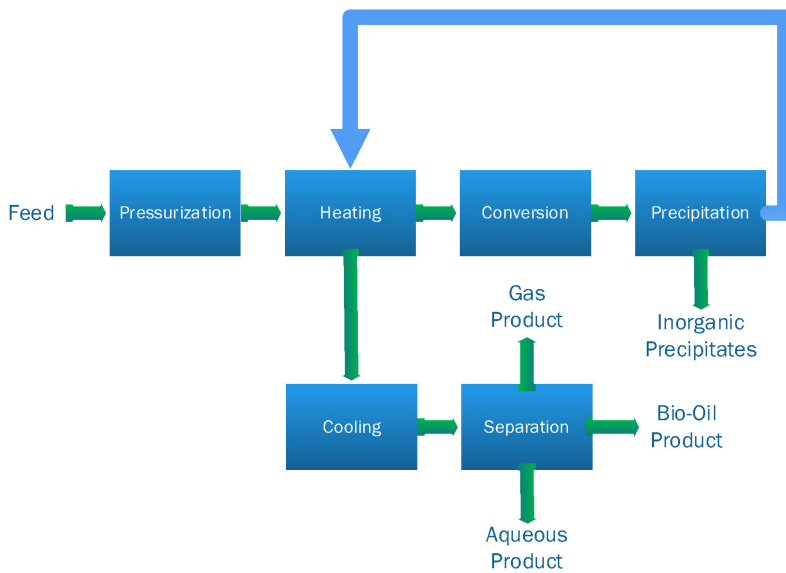 Feed
Pressurization
Heating
Conversion
Precipitation
Gas
Product
Inorganic
Precipitates
Cooling
Separation
Bio-Oil
Product
Aqueous
Product